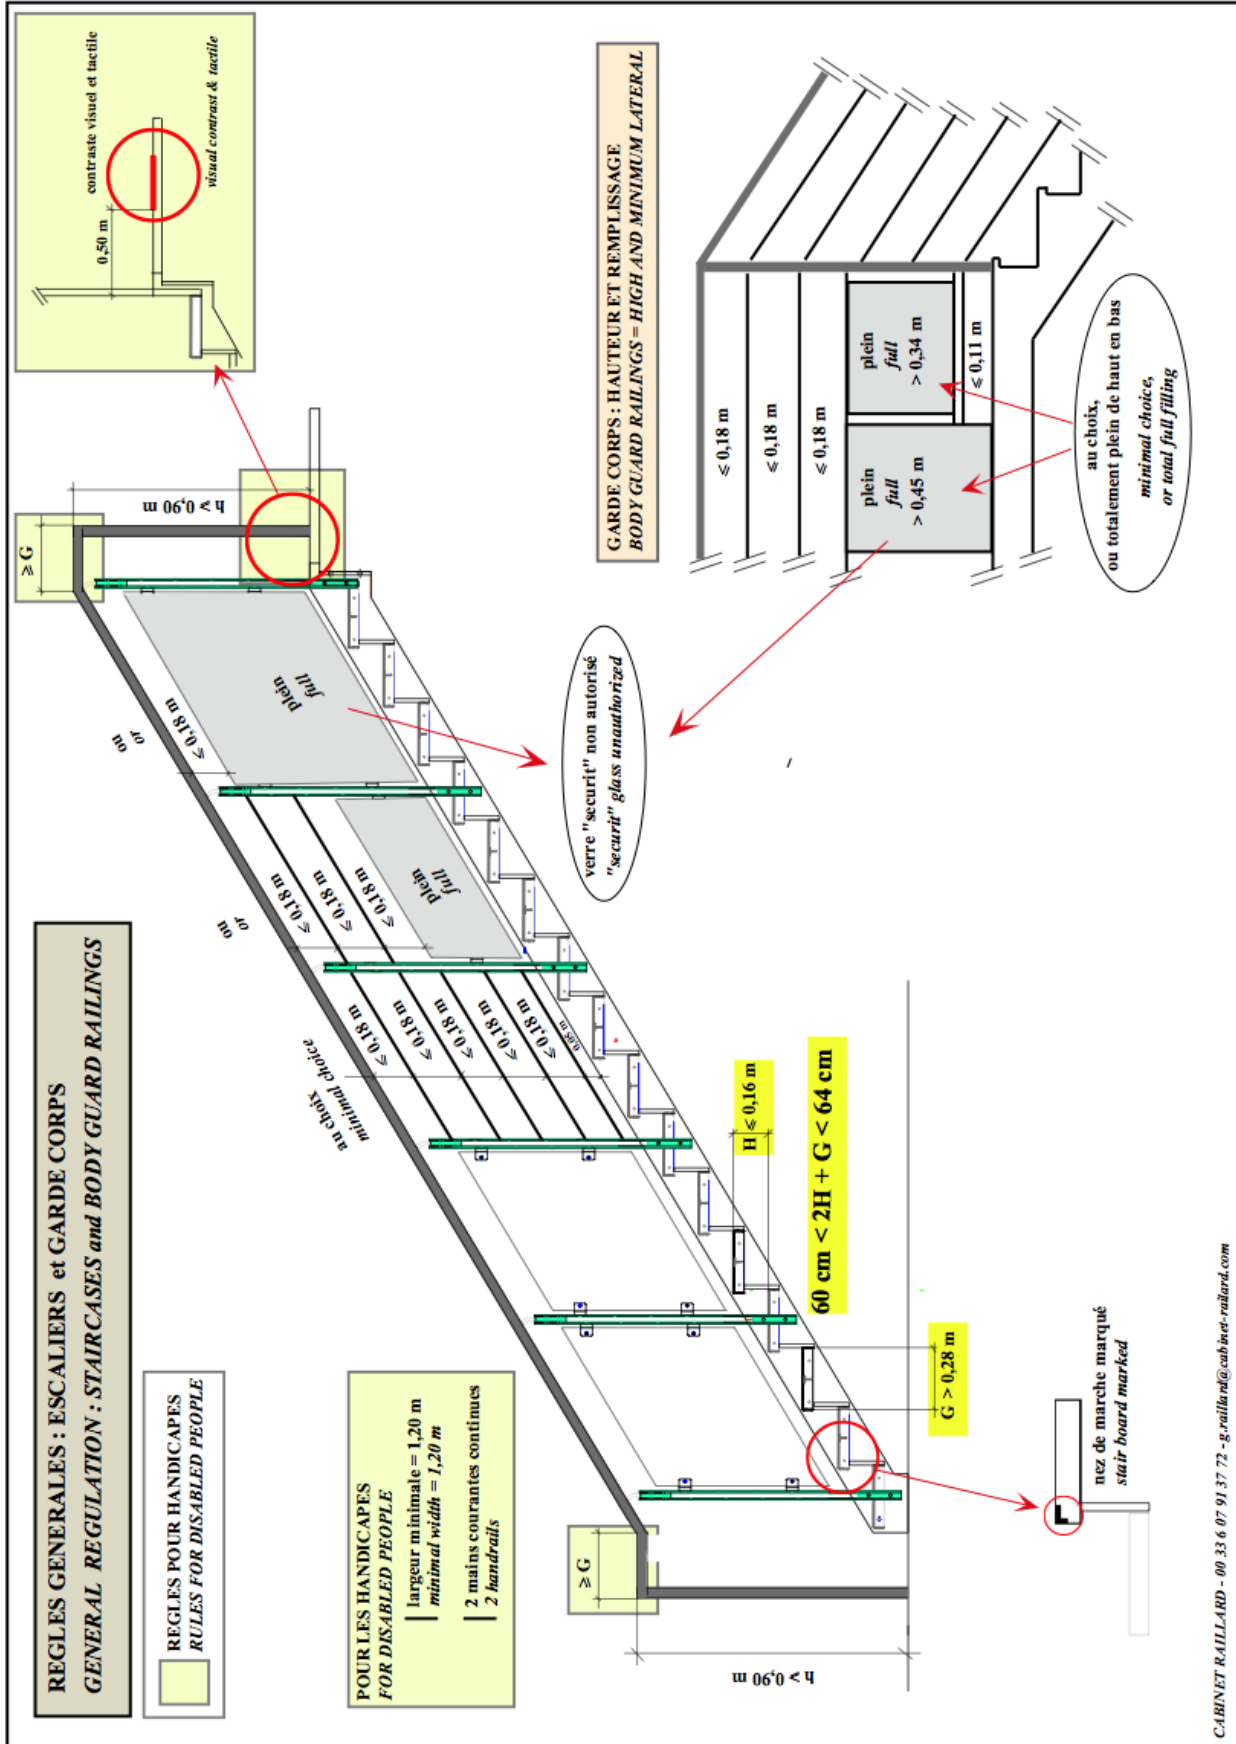 REGLES GENERALES : ESCALIERS et GARDE CORPS
GENERAL REGULATION : STAIRCASES and BODY GUARD RAILINGS
REGLES POUR HANDICAPES
RULES FOR DISABLED PEOPLE
POUR LES HANDICAPES
FOR DISABLED PEOPLE
largeur minimale = 1,20 m
minimal width = 1,20 m
2 mains courantes continues
2 handrails
≥ G
h ⩾ 0,90 m
au choix
minimal choice
⩽ 0,18 m
⩽ 0,18 m
⩽ 0,18 m
⩽ 0,18 m
⩽ 0,18 m
0,05 m
ou
or
⩽ 0,18 m
⩽ 0,18 m
⩽ 0,18 m
plein
full
ou
or
⩽ 0,18 m
plein
full
≥ G
h ⩾ 0,90 m
contraste visuel et tactile
0,50 m
visual contrast & tactile
H ⩽ 0,16 m
60 cm < 2H + G < 64 cm
G > 0,28 m
nez de marche marqué
stair board marked
verre "securit" non autorisé
"securit" glass unauthorized
GARDE CORPS : HAUTEUR ET REMPLISSAGE
BODY GUARD RAILINGS = HIGH AND MINIMUM LATERAL
⩽ 0,18 m
⩽ 0,18 m
⩽ 0,18 m
plein
full
> 0,45 m
plein
full
> 0,34 m
⩽ 0,11 m
au choix,
ou totalement plein de haut en bas
minimal choice,
or total full filling
CABINET RAILLARD - 00 33 6 07 91 37 72 - g.raillard@cabinet-raillard.com